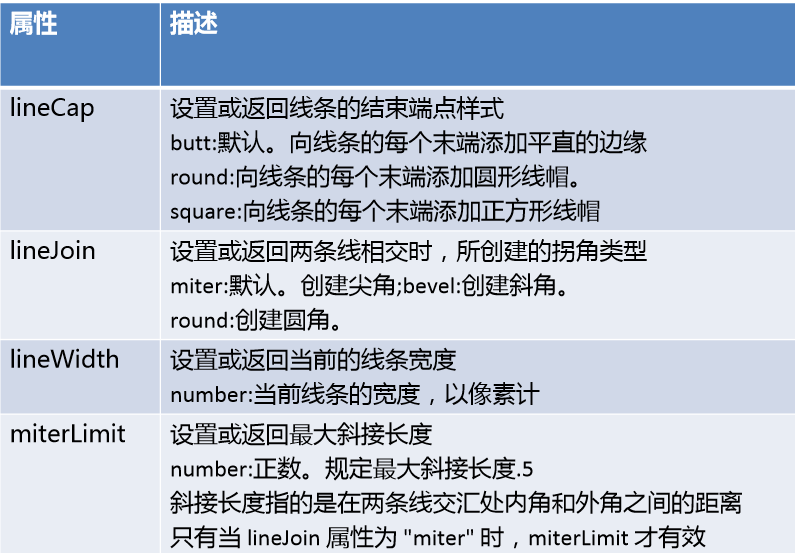 属性 描述
lineCap 设置或返回线条的结束端点样式
butt:默认。向线条的每个末端添加平直的边缘
round:向线条的每个末端添加圆形线帽。
square:向线条的每个末端添加正方形线帽
lineJoin 设置或返回两条线相交时，所创建的拐角类型
miter:默认。创建尖角;bevel:创建斜角。
round:创建圆角。
lineWidth 设置或返回当前的线条宽度
number:当前线条的宽度，以像素计
miterLimit 设置或返回最大斜接长度
number:正数。规定最大斜接长度.5
斜接长度指的是在两条线交汇处内角和外角之间的距离
只有当 lineJoin 属性为 "miter" 时，miterLimit 才有效